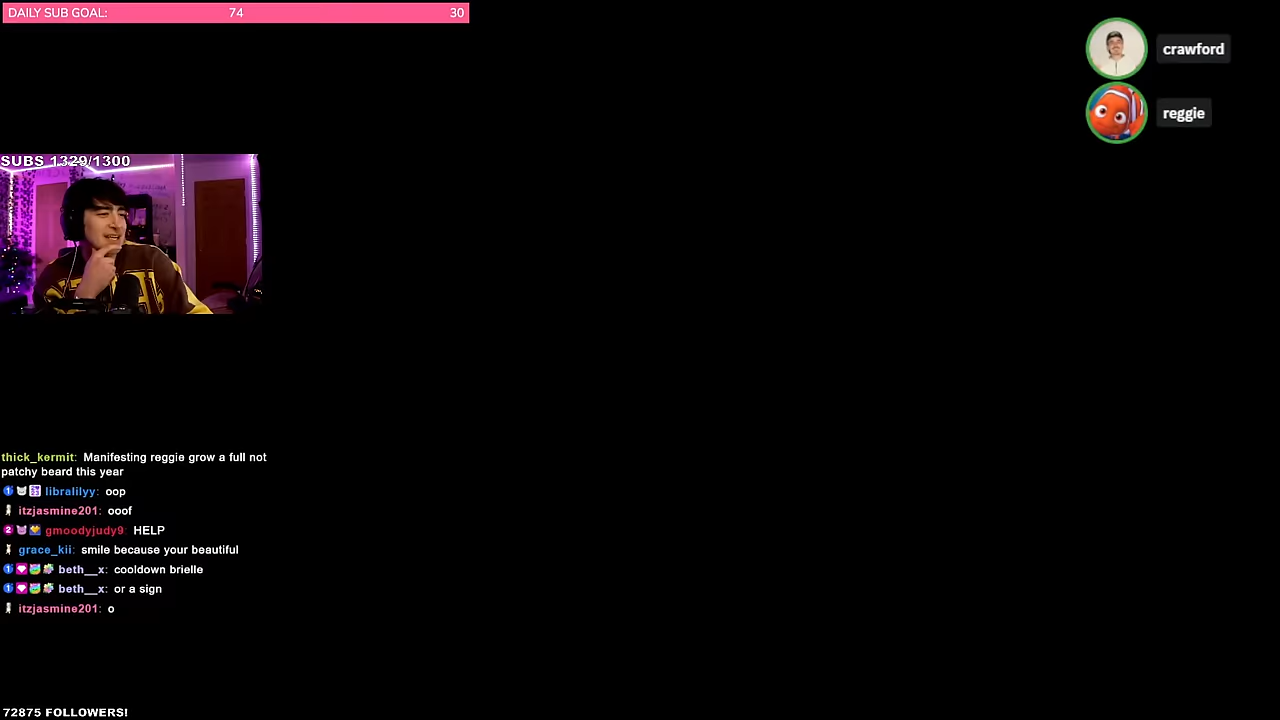 DAILY SUB GOAL: 74 30
crawford
reggie
SUBS 1329/1300
thick_kermit: Manifesting reggie grow a full not
patchy beard this year
libralilyy: oop
itzjasmine201: ooof
gmoodyjudy9: HELP
grace_kii: smile because your beautiful
beth__x: cooldown brielle
beth__x: or a sign
itzjasmine201: o
72875 FOLLOWERS!